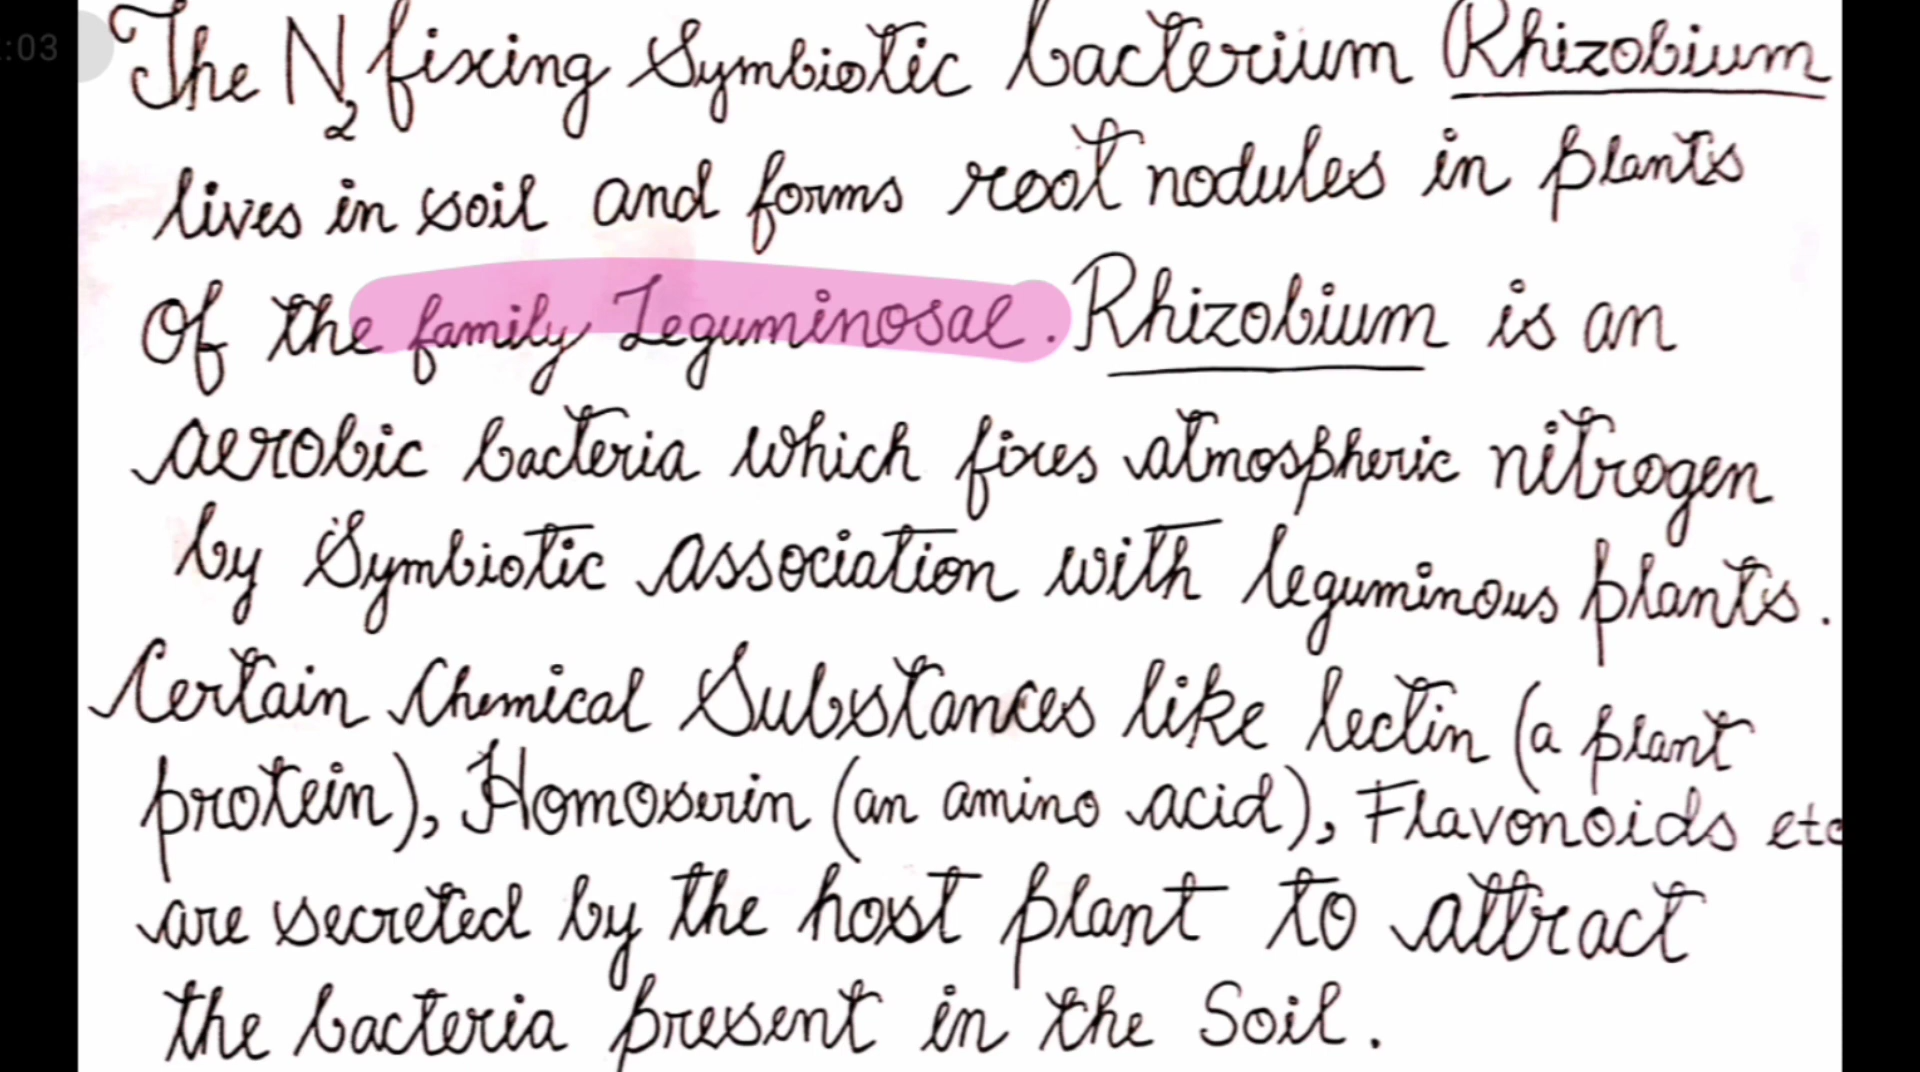 :03
The N₂ fixing Symbiotic bacterium Rhizobium
lives in soil and forms root nodules in plants
of the family Leguminosae. Rhizobium is an
aerobic bacteria which fixes atmospheric nitrogen
by Symbiotic association with leguminous plants.
Certain Chemical Substances like lectin (a plant
protein), Homoserin (an amino acid), Flavonoids etc
are secreted by the host plant to attract
the bacteria present in the Soil.